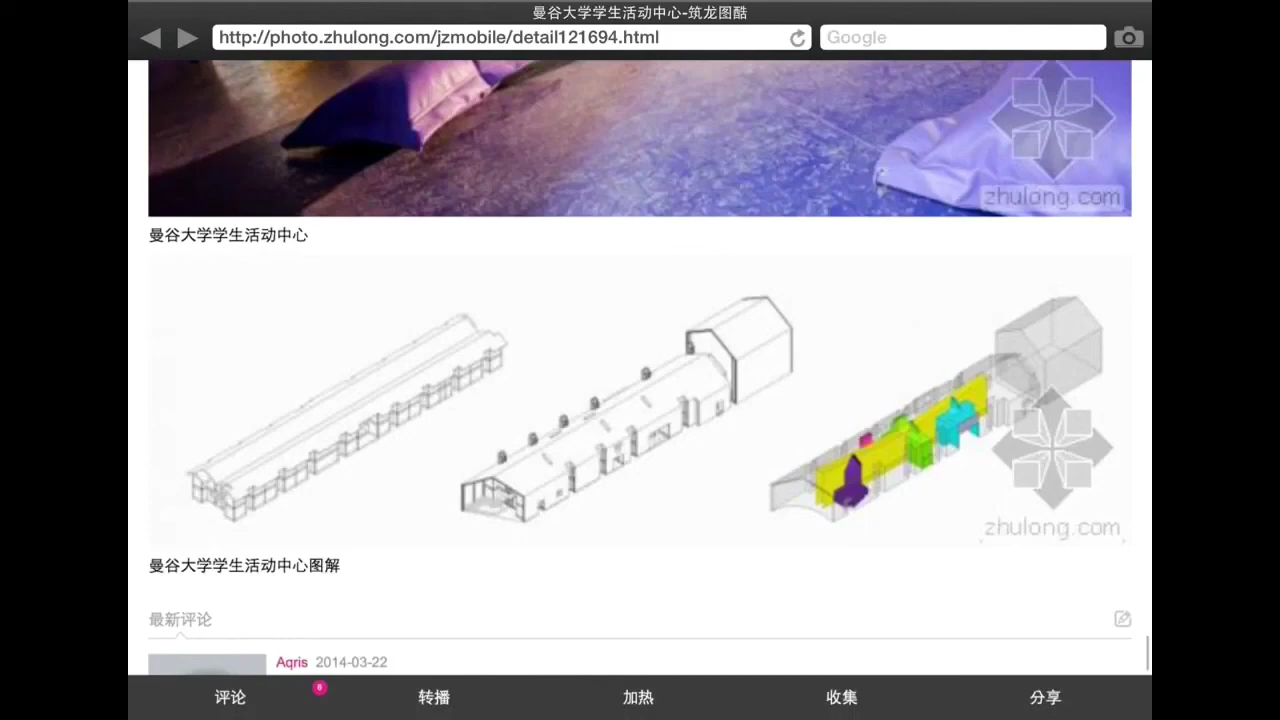 曼谷大学学生活动中心-筑龙图酷
http://photo.zhulong.com/jzmobile/detail121694.html
Google
zhulong.com
曼谷大学学生活动中心
zhulong.com
曼谷大学学生活动中心图解
最新评论
Aqris 2014-03-22
评论 8 转播 加热 收集 分享